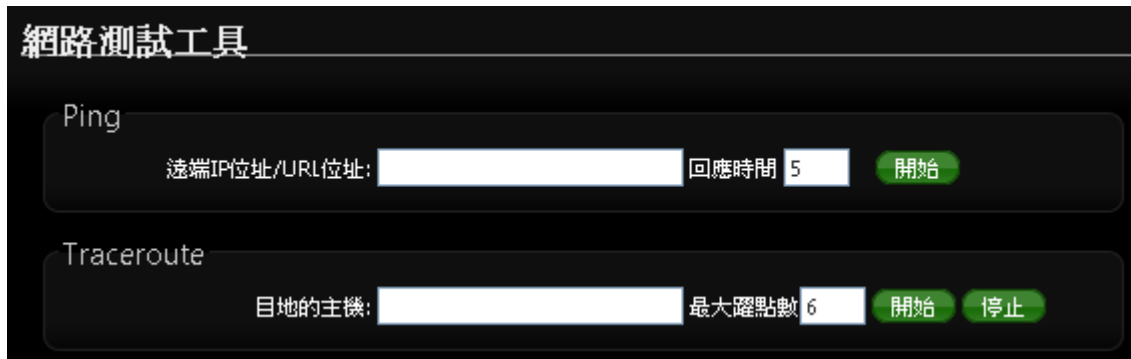 網路測試工具
Ping
遠端IP位址/URL位址: 回應時間 5 開始
Traceroute
目地的主機: 最大躍點數 6 開始 停止